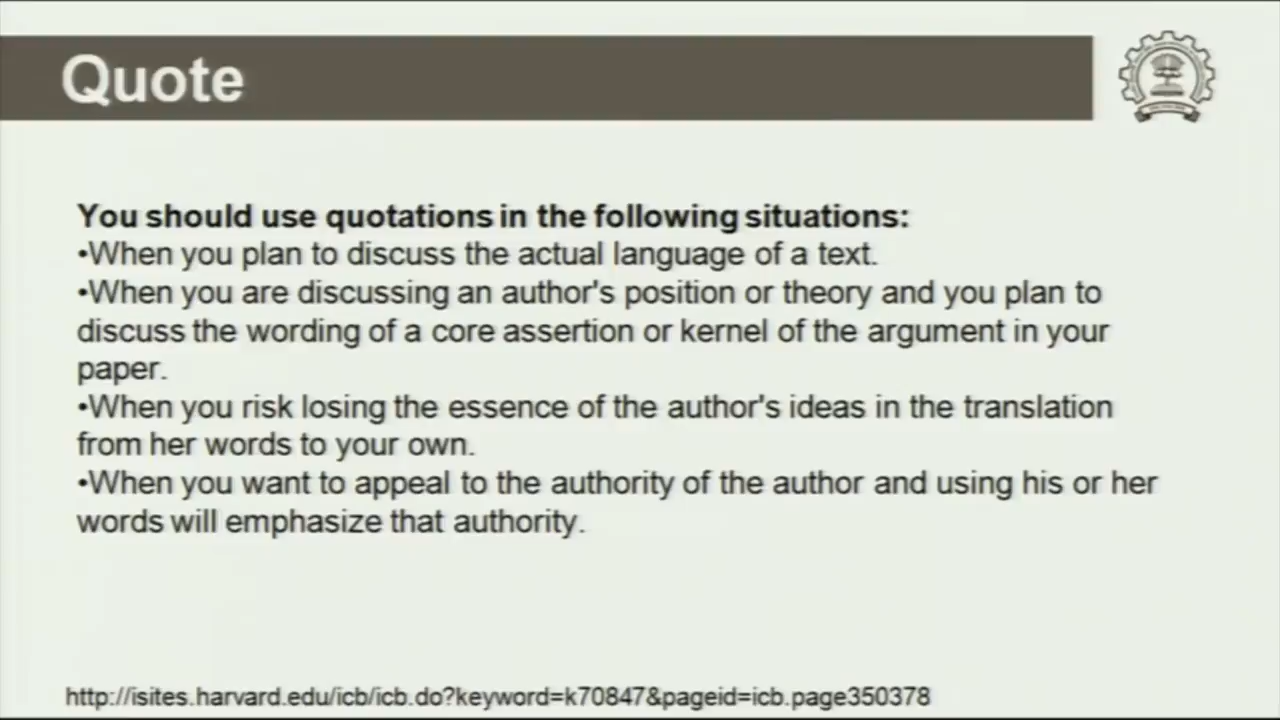 Quote
You should use quotations in the following situations:
•When you plan to discuss the actual language of a text.
•When you are discussing an author's position or theory and you plan to
discuss the wording of a core assertion or kernel of the argument in your
paper.
•When you risk losing the essence of the author's ideas in the translation
from her words to your own.
•When you want to appeal to the authority of the author and using his or her
words will emphasize that authority.
http://isites.harvard.edu/icb/icb.do?keyword=k70847&pageid=icb.page350378